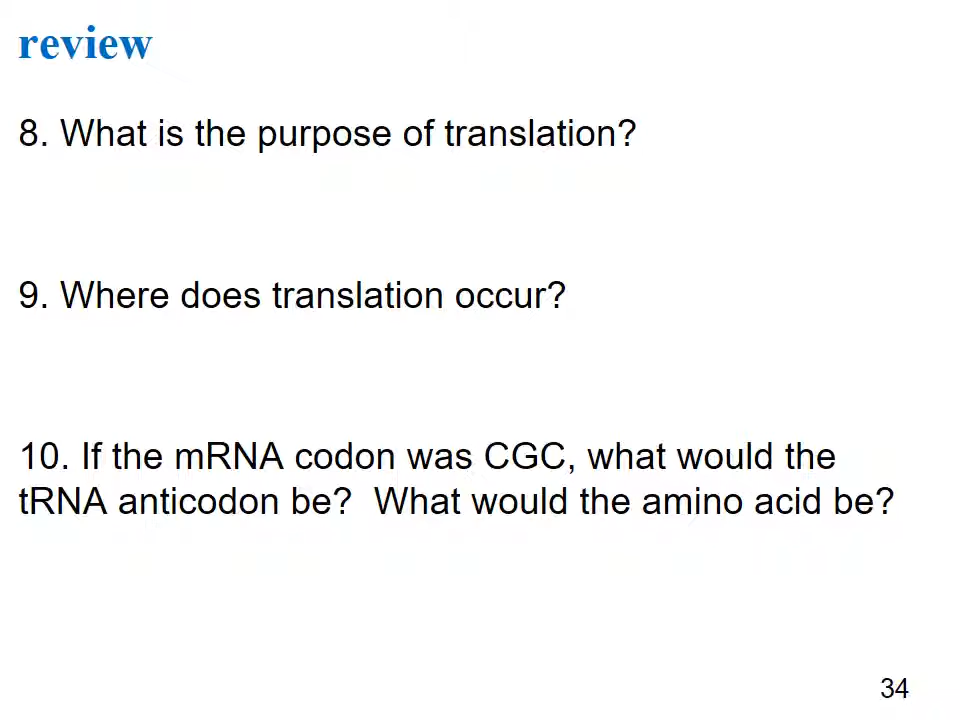 review
8. What is the purpose of translation?
9. Where does translation occur?
10. If the mRNA codon was CGC, what would the
tRNA anticodon be?  What would the amino acid be?
34